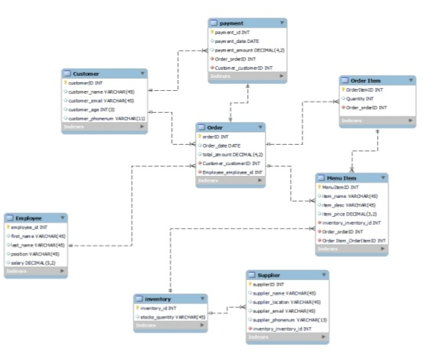 payment
payment_id INT
payment_date DATE
payment_amount DECIMAL(4,2)
Order_orderID INT
Customer_customerID INT
Indexes
Customer
customerID INT
customer_name VARCHAR(45)
customer_email VARCHAR(45)
customer_age INT(3)
customer_phonenum VARCHAR(11)
Indexes
Order Item
OrderItemID INT
Quantity INT
Order_orderID INT
Indexes
Order
orderID INT
Order_date DATE
total_amount DECIMAL(4,2)
Customer_customerID INT
Employee_employee_id INT
Indexes
Menu Item
MenuItemID INT
item_name VARCHAR(45)
item_desc VARCHAR(45)
item_price DECIMAL(5,2)
inventory_inventory_id INT
Order_orderID INT
Order Item_OrderItemID INT
Indexes
Employee
employee_id INT
first_name VARCHAR(45)
last_name VARCHAR(45)
position VARCHAR(45)
salary DECIMAL(5,2)
Indexes
inventory
inventory_id INT
stocks_quantity VARCHAR(45)
Indexes
Supplier
supplierID INT
supplier_name VARCHAR(45)
supplier_location VARCHAR(45)
supplier_email VARCHAR(45)
supplier_phonenum VARCHAR(13)
inventory_inventory_id INT
Indexes